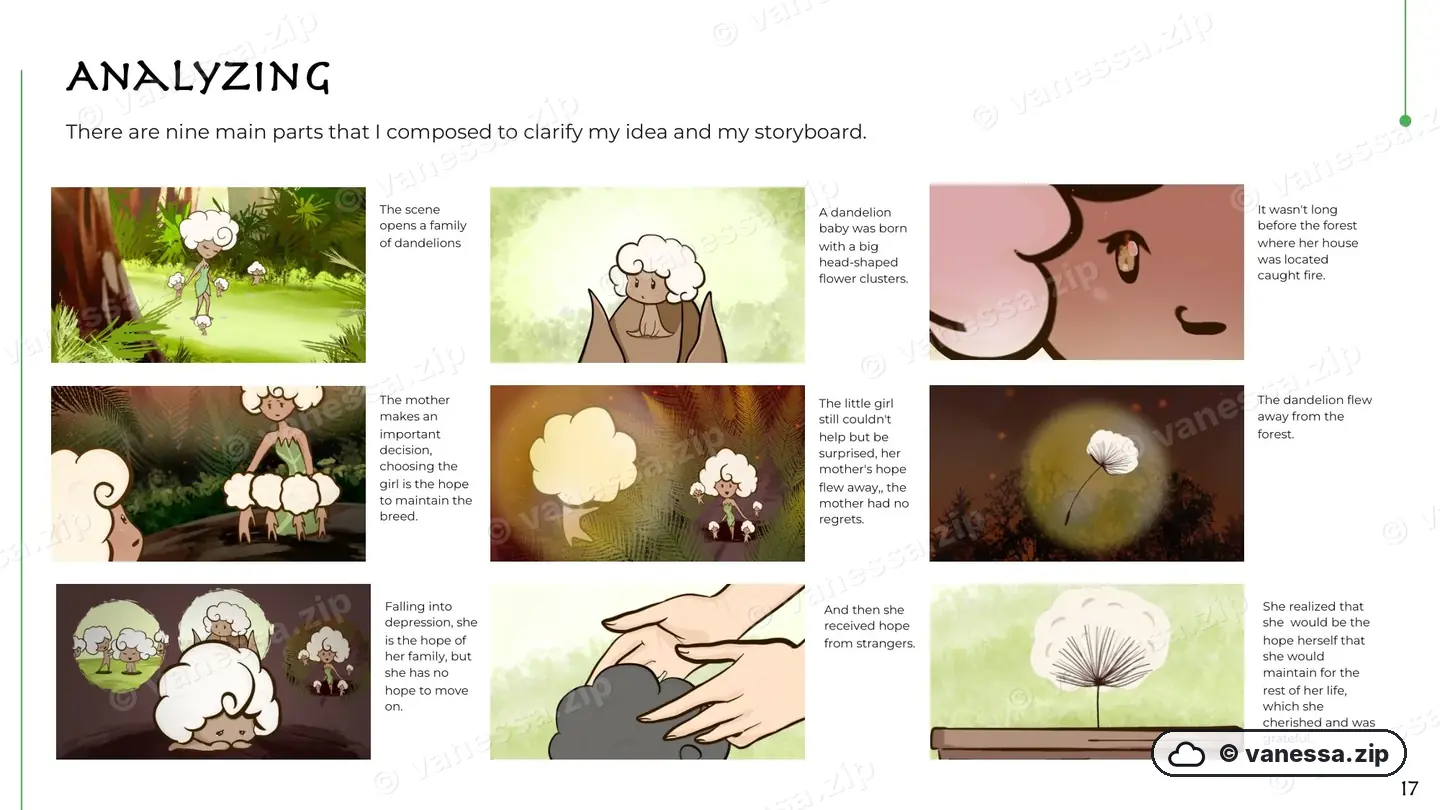 ANALYZING
There are nine main parts that I composed to clarify my idea and my storyboard.
The scene
opens a family
of dandelions
A dandelion
baby was born
with a big
head-shaped
flower clusters.
It wasn't long
before the forest
where her house
was located
caught fire.
The mother
makes an
important
decision,
choosing the
girl is the hope
to maintain the
breed.
The little girl
still couldn't
help but be
surprised, her
mother's hope
flew away,, the
mother had no
regrets.
The dandelion flew
away from the
forest.
Falling into
depression, she
is the hope of
her family, but
she has no
hope to move
on.
And then she
received hope
from strangers.
She realized that
she would be the
hope herself that
she would
maintain for the
rest of her life,
which she
cherished and was
grateful.
© vanessa.zip
17